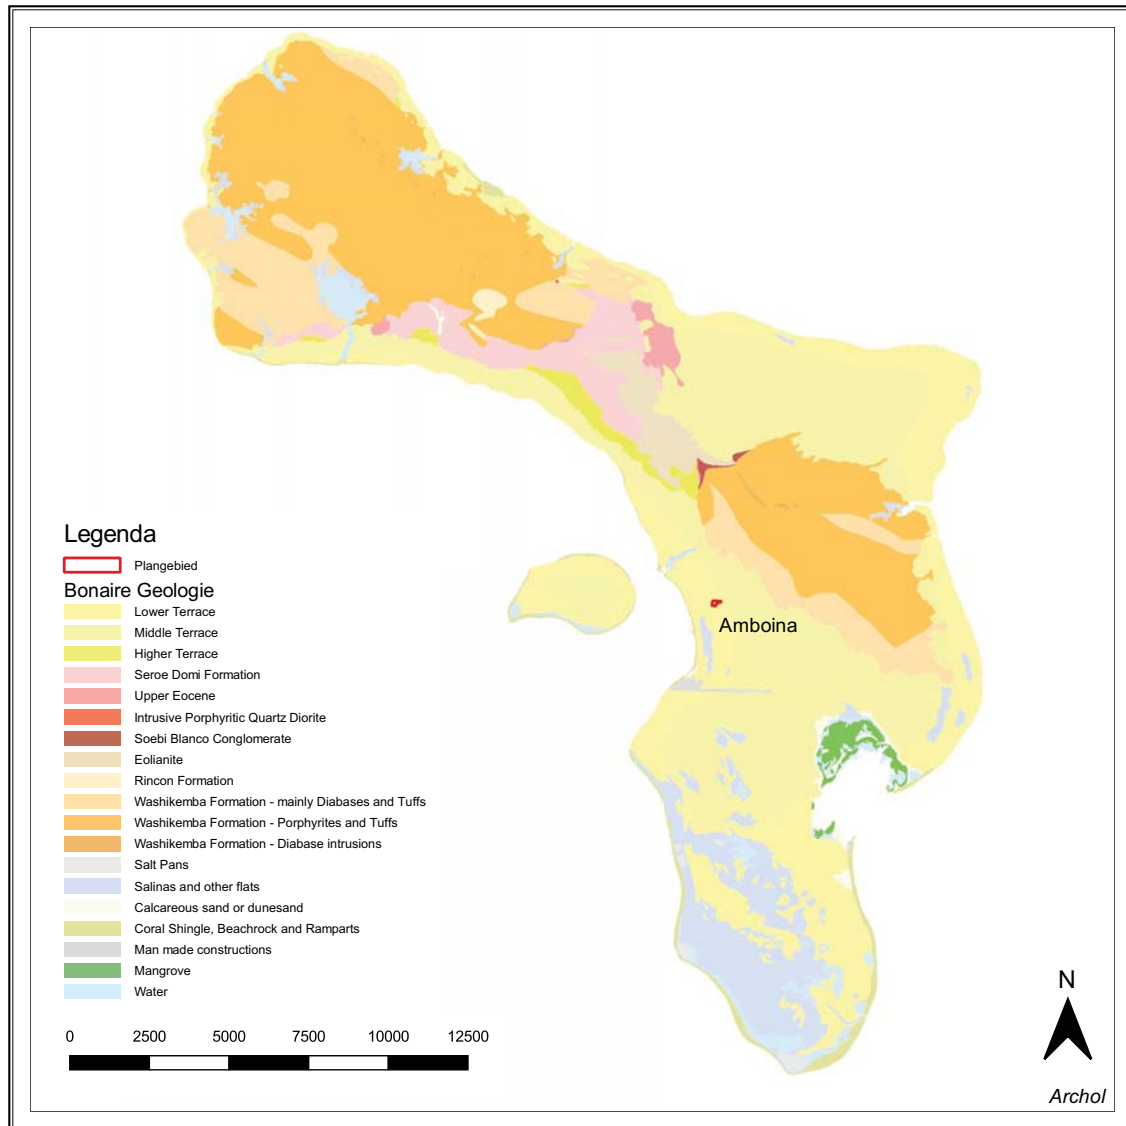 Amboina
Legenda
Plangebied
Bonaire Geologie
Lower Terrace
Middle Terrace
Higher Terrace
Seroe Domi Formation
Upper Eocene
Intrusive Porphyritic Quartz Diorite
Soebi Blanco Conglomerate
Eolianite
Rincon Formation
Washikemba Formation - mainly Diabases and Tuffs
Washikemba Formation - Porphyrites and Tuffs
Washikemba Formation - Diabase intrusions
Salt Pans
Salinas and other flats
Calcareous sand or dunesand
Coral Shingle, Beachrock and Ramparts
Man made constructions
Mangrove
Water
0 2500 5000 7500 10000 12500
N
Archol